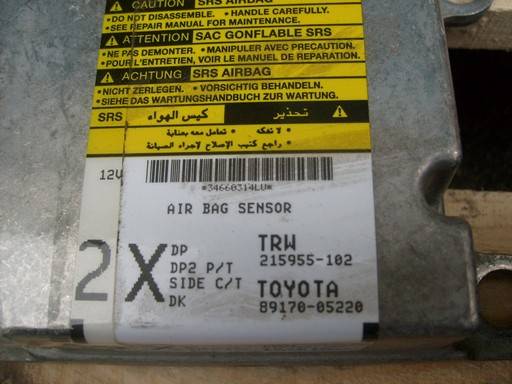 ⚠ CAUTION SRS AIRBAG
•DO NOT DISASSEMBLE. •HANDLE CAREFULLY.
•SEE REPAIR MANUAL FOR MAINTENANCE.
⚠ ATTENTION SAC GONFLABLE SRS
•NE PAS DEMONTER. •MANIPULER AVEC PRECAUTION.
•POUR L'ENTRETIEN, VOIR LE MANUEL DE REPARATION.
⚠ ACHTUNG SRS AIRBAG
•NICHT ZERLEGEN. •VORSICHTIG BEHANDELN.
•SIEHE DAS WARTUNGSHANDBUCH ZUR WARTUNG.
⚠ تحذير كيس الهواء SRS
• لا تفكه • تعامل معه بعناية
• راجع كتيب الإصلاح لإجراء الصيانة
12V
*34660314LU*
AIR BAG SENSOR
2X
DP TRW
DP2 P/T 215955-102
SIDE C/T TOYOTA
DK 89170-05220